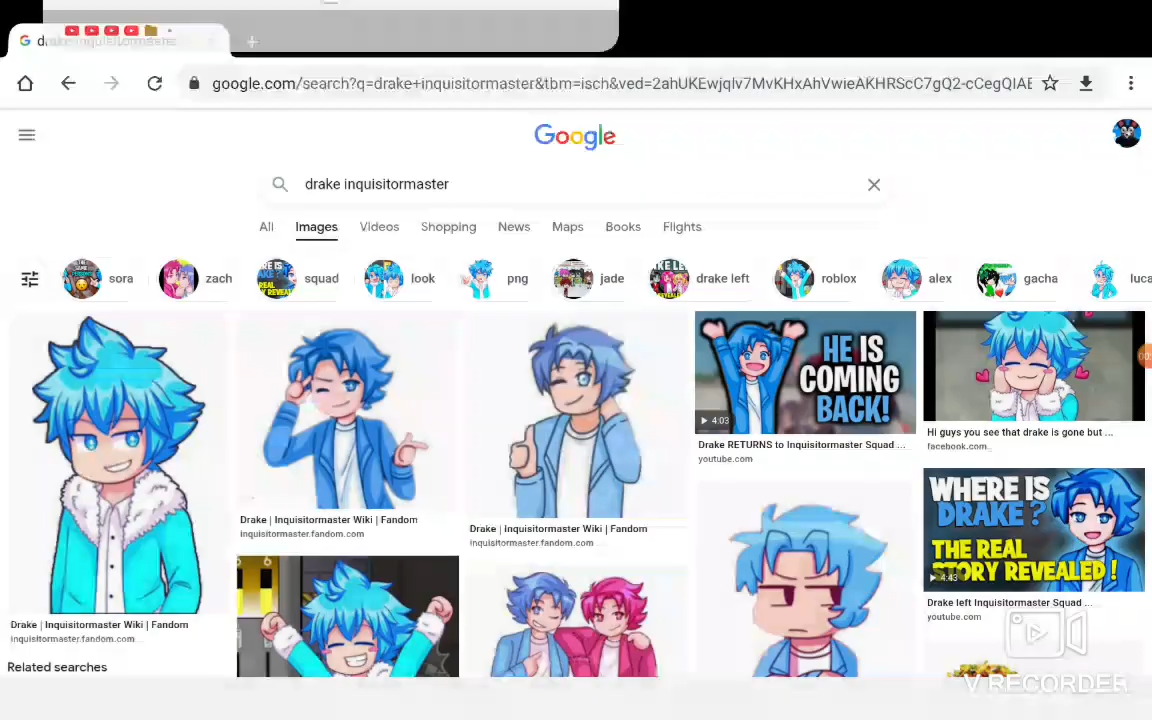 google.com/search?q=drake+inquisitormaster&tbm=isch&ved=2ahUKEwjqlv7MvKHxAhVwieAKHRScC7gQ2-cCegQIAE
Google
drake inquisitormaster
All Images Videos Shopping News Maps Books Flights
sora zach squad look png jade drake left roblox alex gacha luca
HE IS
COMING
BACK!
4:03
Drake RETURNS to Inquisitormaster Squad ...
youtube.com
Hi guys you see that drake is gone but ...
facebook.com
WHERE IS
DRAKE ?
THE REAL
STORY REVEALED !
4:43
Drake left Inquisitormaster Squad ...
youtube.com
Drake | Inquisitormaster Wiki | Fandom
inquisitormaster.fandom.com
Drake | Inquisitormaster Wiki | Fandom
inquisitormaster.fandom.com
Drake | Inquisitormaster Wiki | Fandom
inquisitormaster.fandom.com
Related searches
V RECORDER